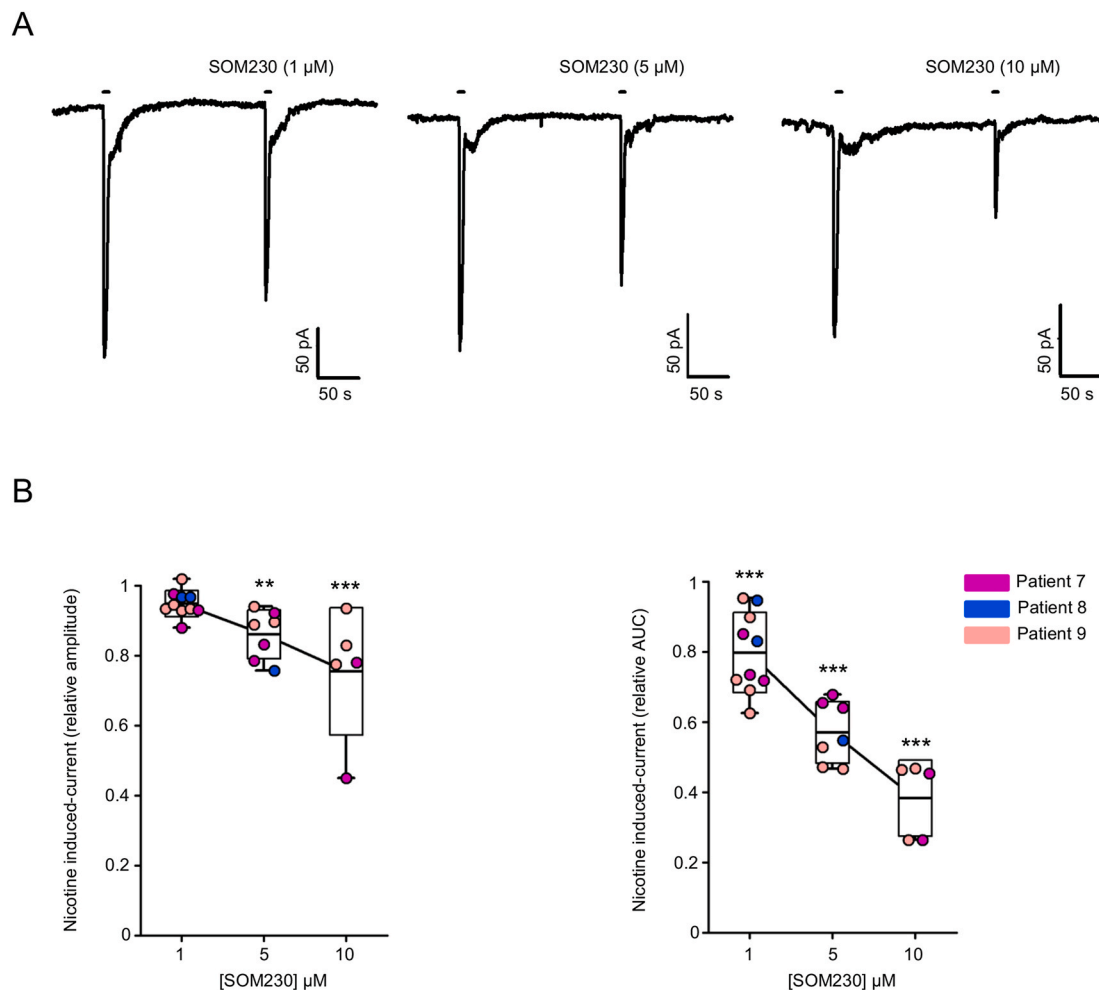 A
SOM230 (1 µM)
SOM230 (5 µM)
SOM230 (10 µM)
50 pA
50 s
50 pA
50 s
50 pA
50 s
B
Nicotine induced-current (relative amplitude)
1
0.8
0.6
0.4
0.2
0
**
***
1
5
10
[SOM230] µM
Nicotine induced-current (relative AUC)
1
0.8
0.6
0.4
0.2
0
***
***
***
1
5
10
[SOM230] µM
Patient 7
Patient 8
Patient 9